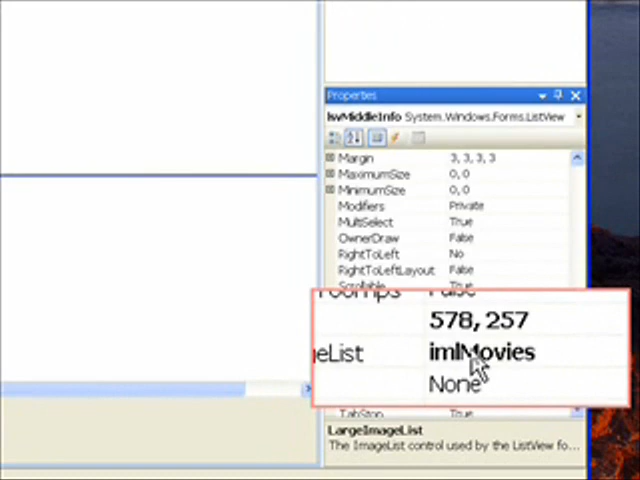 Properties
lsvMiddleInfo System.Windows.Forms.ListView
Margin 3, 3, 3, 3
MaximumSize 0, 0
MinimumSize 0, 0
Modifiers Private
MultiSelect True
OwnerDraw False
RightToLeft No
RightToLeftLayout False
Scrollable True
578, 257
geList imlMovies
None
TabStop True
LargeImageList
The ImageList control used by the ListView fo...